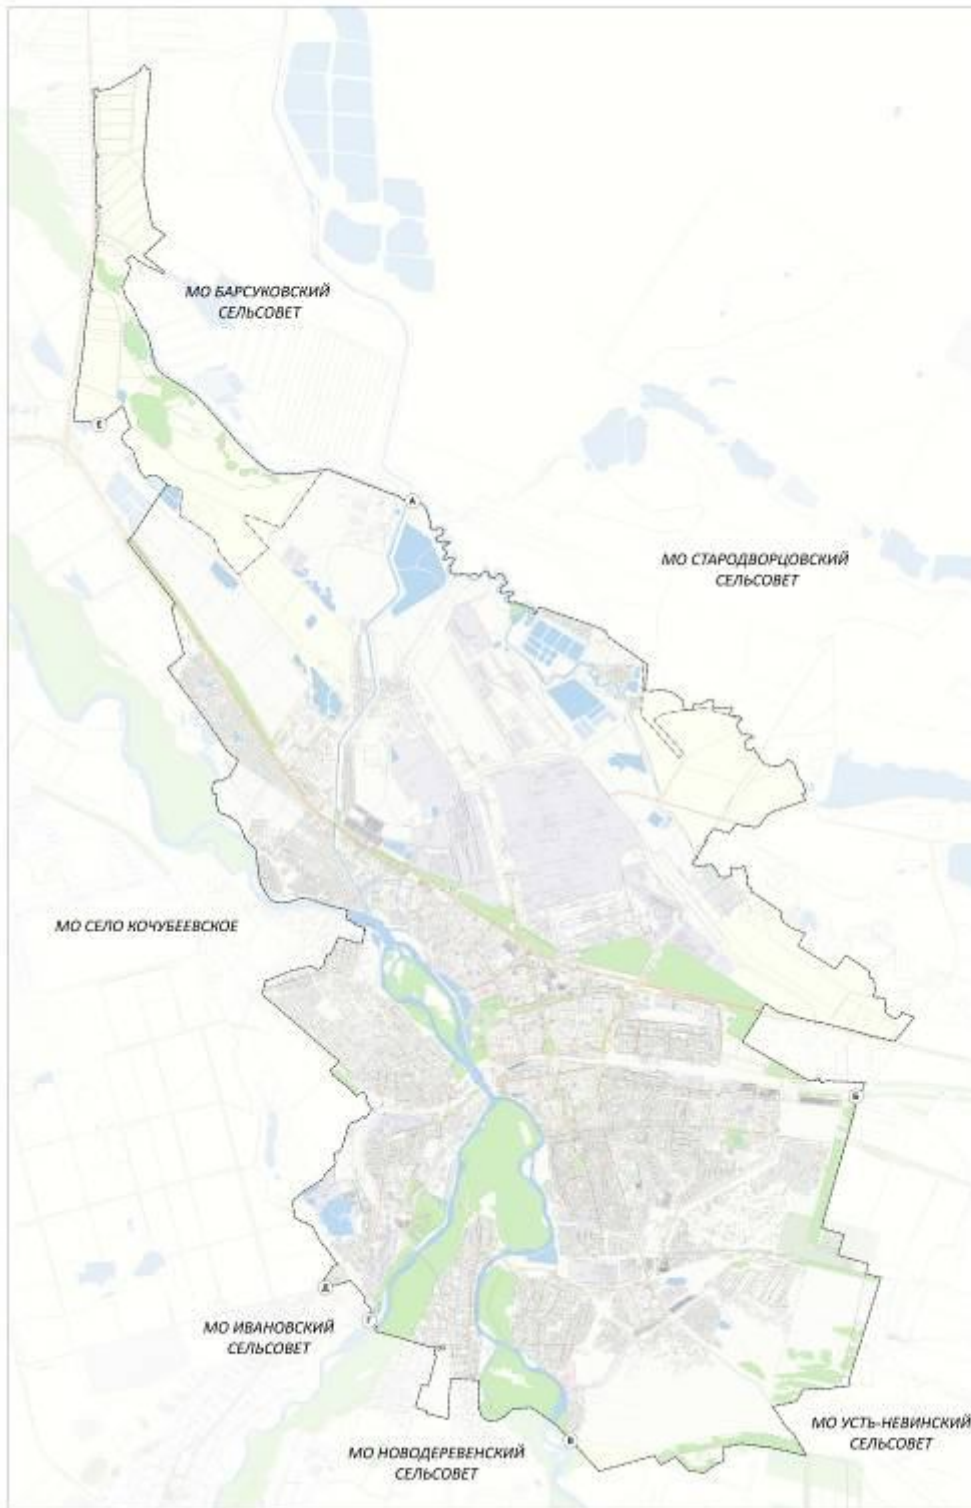 МО БАРСУКОВСКИЙ
СЕЛЬСОВЕТ
Е
А
МО СТАРОДВОРЦОВСКИЙ
СЕЛЬСОВЕТ
МО СЕЛО КОЧУБЕЕВСКОЕ
Б
Д
Г
МО ИВАНОВСКИЙ
СЕЛЬСОВЕТ
МО УСТЬ-НЕВИНСКИЙ
СЕЛЬСОВЕТ
В
МО НОВОДЕРЕВЕНСКИЙ
СЕЛЬСОВЕТ